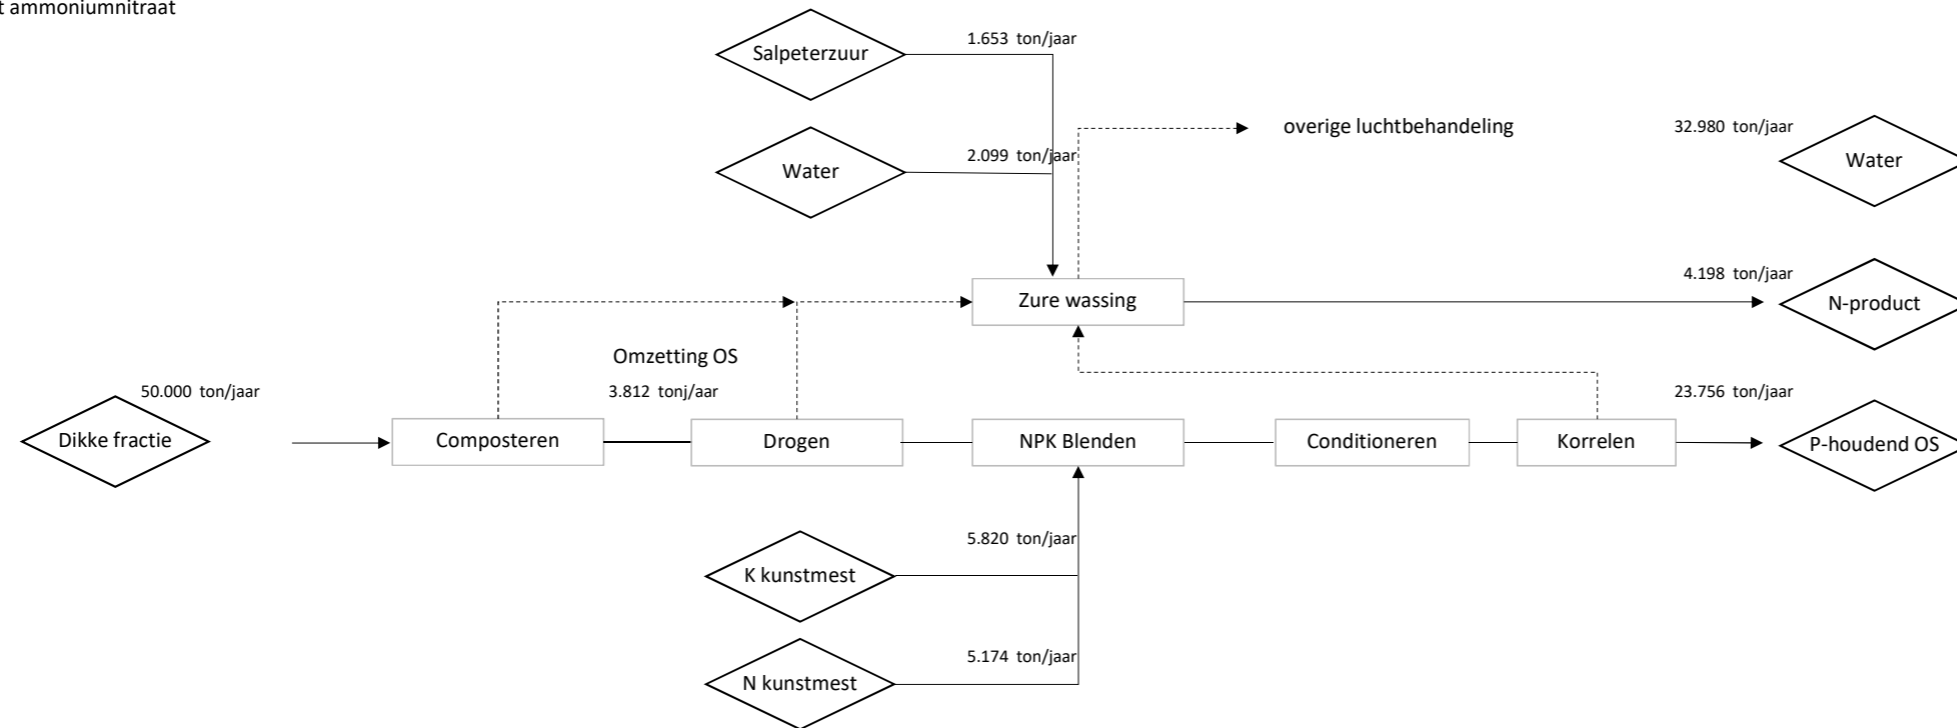 t ammoniumnitraat
1.653 ton/jaar
Salpeterzuur
2.099 ton/jaar
Water
overige luchtbehandeling
32.980 ton/jaar
Water
Zure wassing
4.198 ton/jaar
N-product
Omzetting OS
3.812 tonj/aar
50.000 ton/jaar
23.756 ton/jaar
Dikke fractie
Composteren
Drogen
NPK Blenden
Conditioneren
Korrelen
P-houdend OS
5.820 ton/jaar
K kunstmest
5.174 ton/jaar
N kunstmest